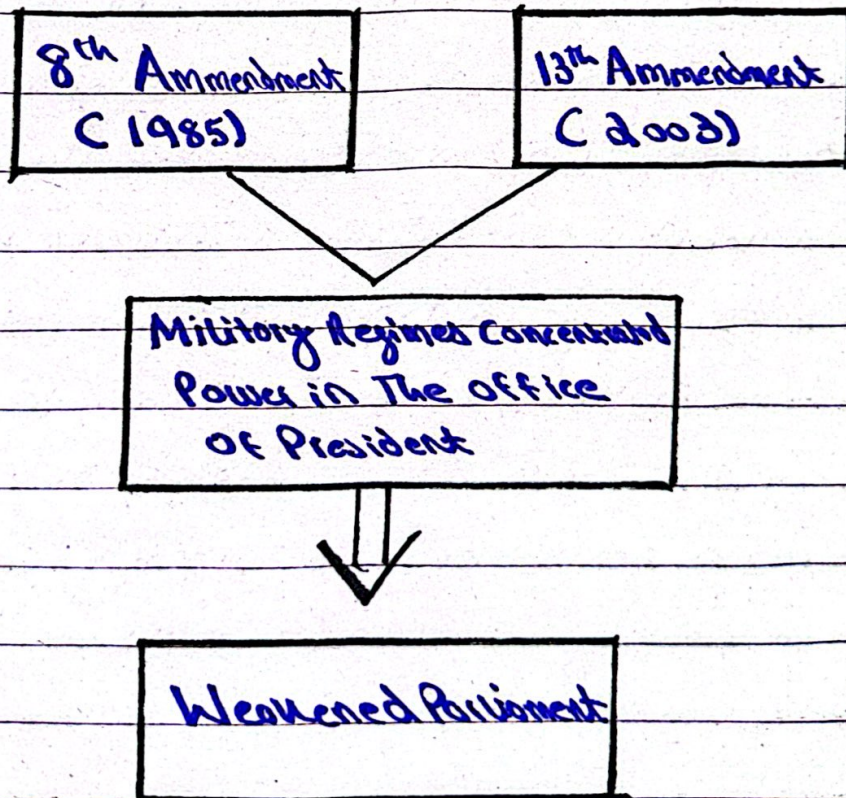 8th Ammendment
( 1985)
13th Ammendment
( 2003)
Military Regimes Concentrated
Power in The office
of President
Weakened Parliament